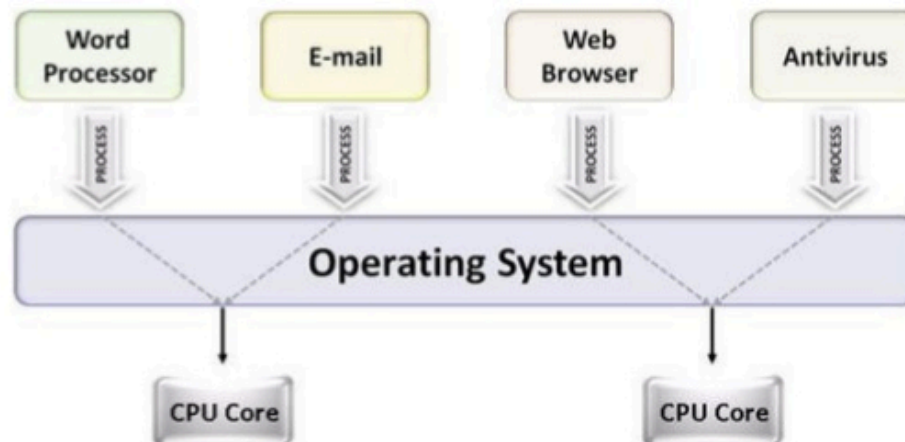 Word
Processor
E-mail
Web
Browser
Antivirus
PROCESS
PROCESS
PROCESS
PROCESS
Operating System
CPU Core
CPU Core